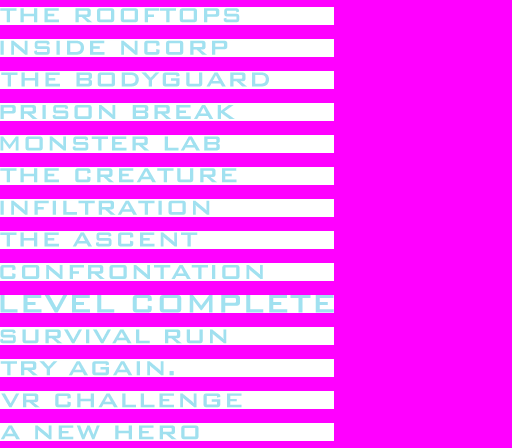 THE ROOFTOPS
INSIDE NCORP
THE BODYGUARD
PRISON BREAK
MONSTER LAB
THE CREATURE
INFILTRATION
THE ASCENT
CONFRONTATION
LEVEL COMPLETE
SURVIVAL RUN
TRY AGAIN.
VR CHALLENGE
A NEW HERO